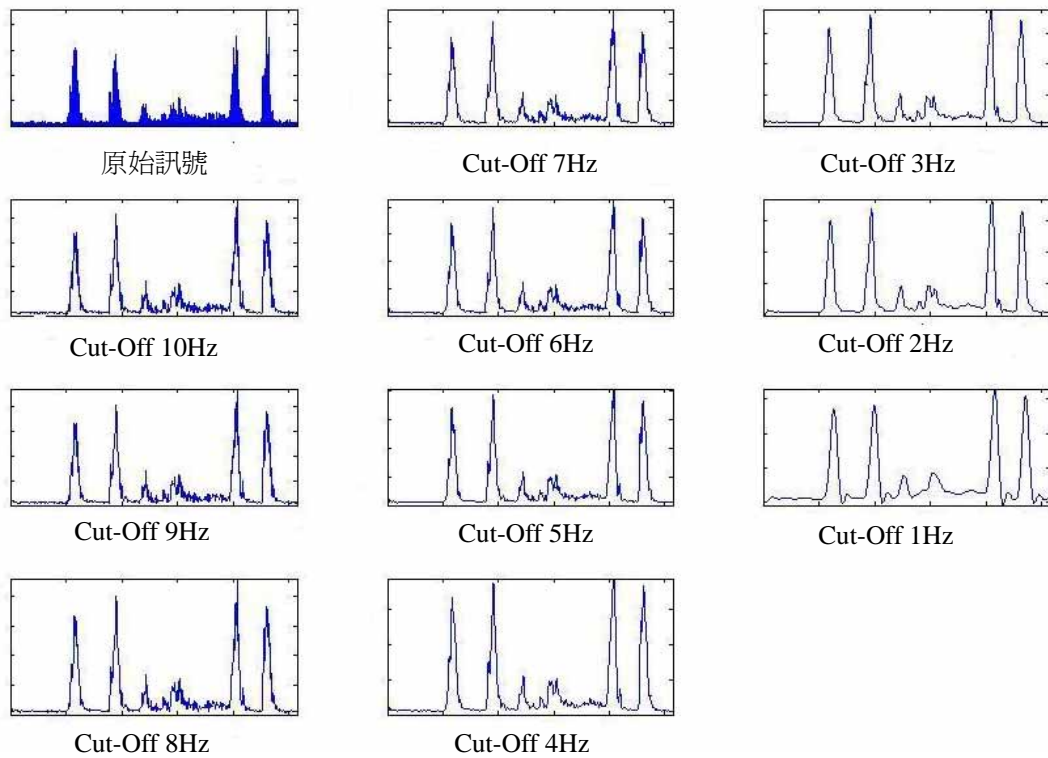 原始訊號
Cut-Off 7Hz
Cut-Off 3Hz
Cut-Off 10Hz
Cut-Off 6Hz
Cut-Off 2Hz
Cut-Off 9Hz
Cut-Off 5Hz
Cut-Off 1Hz
Cut-Off 8Hz
Cut-Off 4Hz